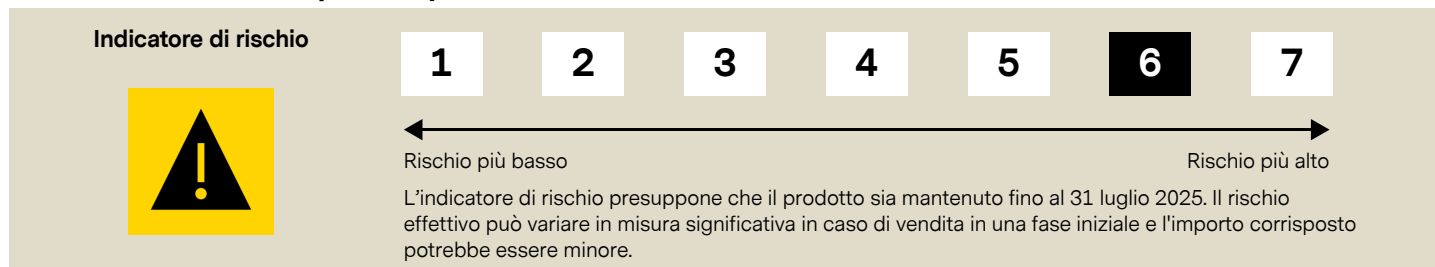 Indicatore di rischio
1 2 3 4 5 6 7
Rischio più basso Rischio più alto
L'indicatore di rischio presuppone che il prodotto sia mantenuto fino al 31 luglio 2025. Il rischio
effettivo può variare in misura significativa in caso di vendita in una fase iniziale e l'importo corrisposto
potrebbe essere minore.